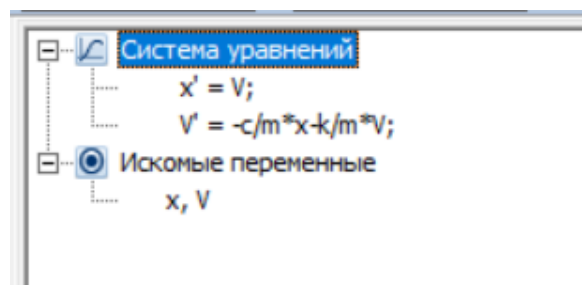 Система уравнений
x' = V;
V' = -c/m*x-k/m*V;
Искомые переменные
x, V